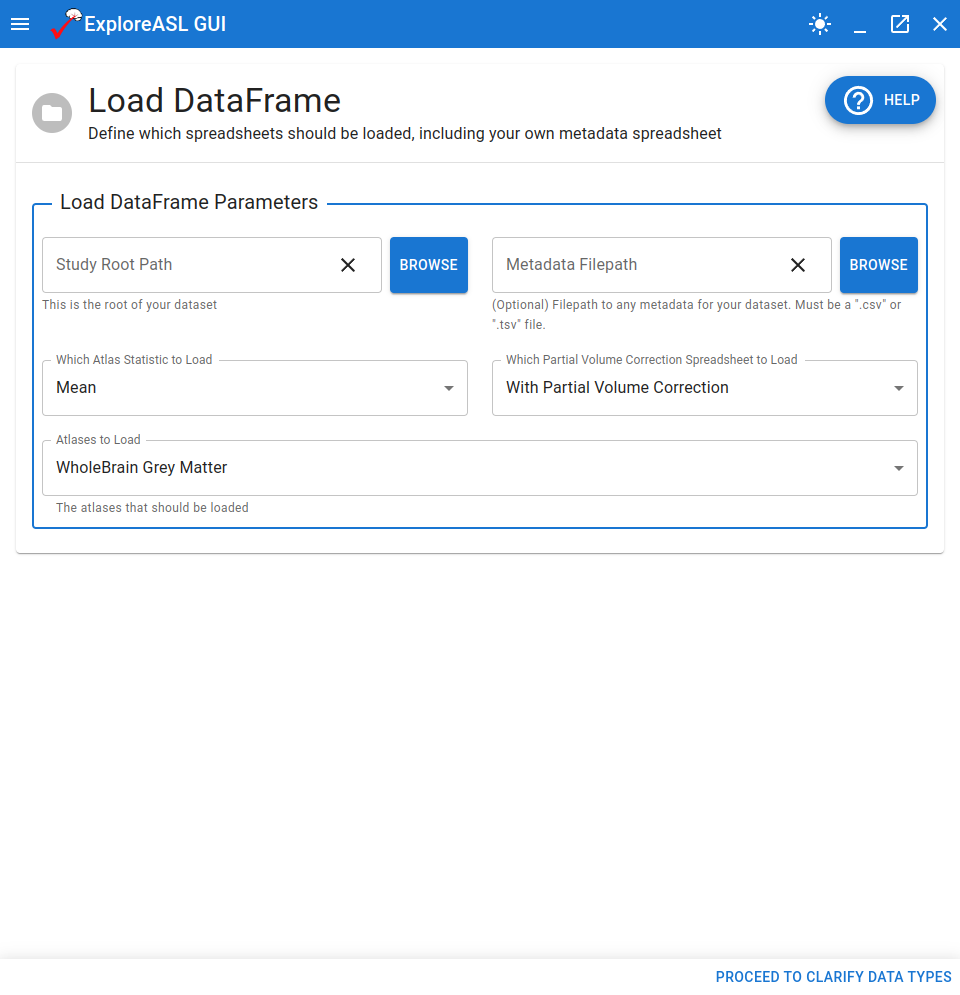 ExploreASL GUI
Load DataFrame
Define which spreadsheets should be loaded, including your own metadata spreadsheet
HELP
Load DataFrame Parameters
Study Root Path
BROWSE
This is the root of your dataset
Metadata Filepath
BROWSE
(Optional) Filepath to any metadata for your dataset. Must be a ".csv" or
".tsv" file.
Which Atlas Statistic to Load
Mean
Which Partial Volume Correction Spreadsheet to Load
With Partial Volume Correction
Atlases to Load
WholeBrain Grey Matter
The atlases that should be loaded
PROCEED TO CLARIFY DATA TYPES